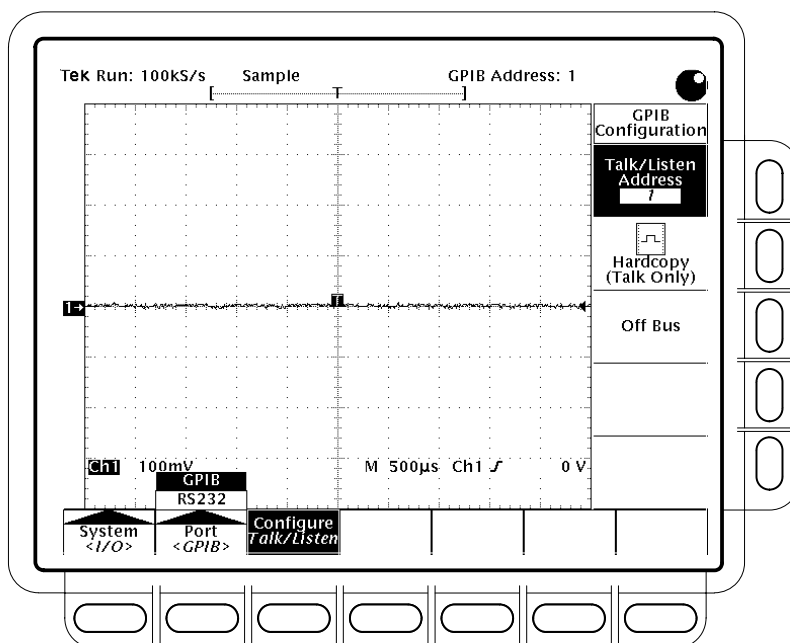 Tek Run: 100kS/s Sample GPIB Address: 1
[ T ]
GPIB
Configuration
Talk/Listen
Address
1
Hardcopy
(Talk Only)
Off Bus
T
1→
Ch1 100mV M 500µs Ch1 0 V
GPIB
RS232
System
<I/O>
Port
<GPIB>
Configure
Talk/Listen